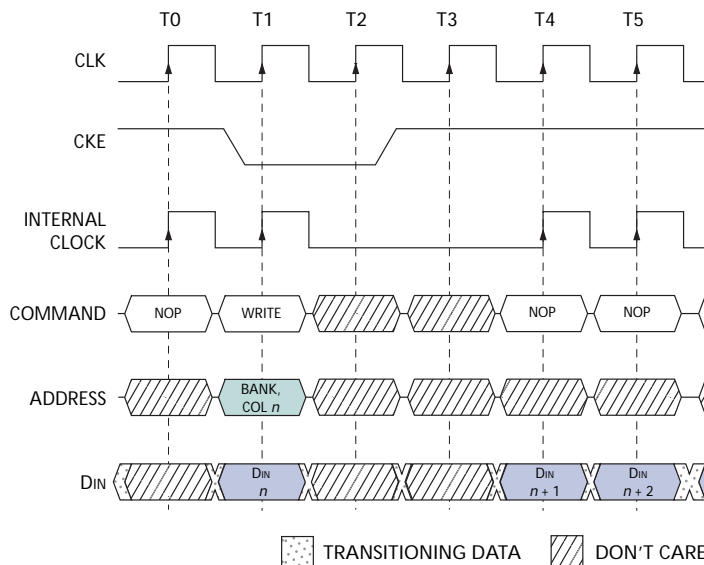 T0 T1 T2 T3 T4 T5
CLK
CKE
INTERNAL
CLOCK
COMMAND NOP WRITE NOP NOP
ADDRESS BANK,
COL n
DIN DIN DIN DIN
n n + 1 n + 2
TRANSITIONING DATA DON'T CARE